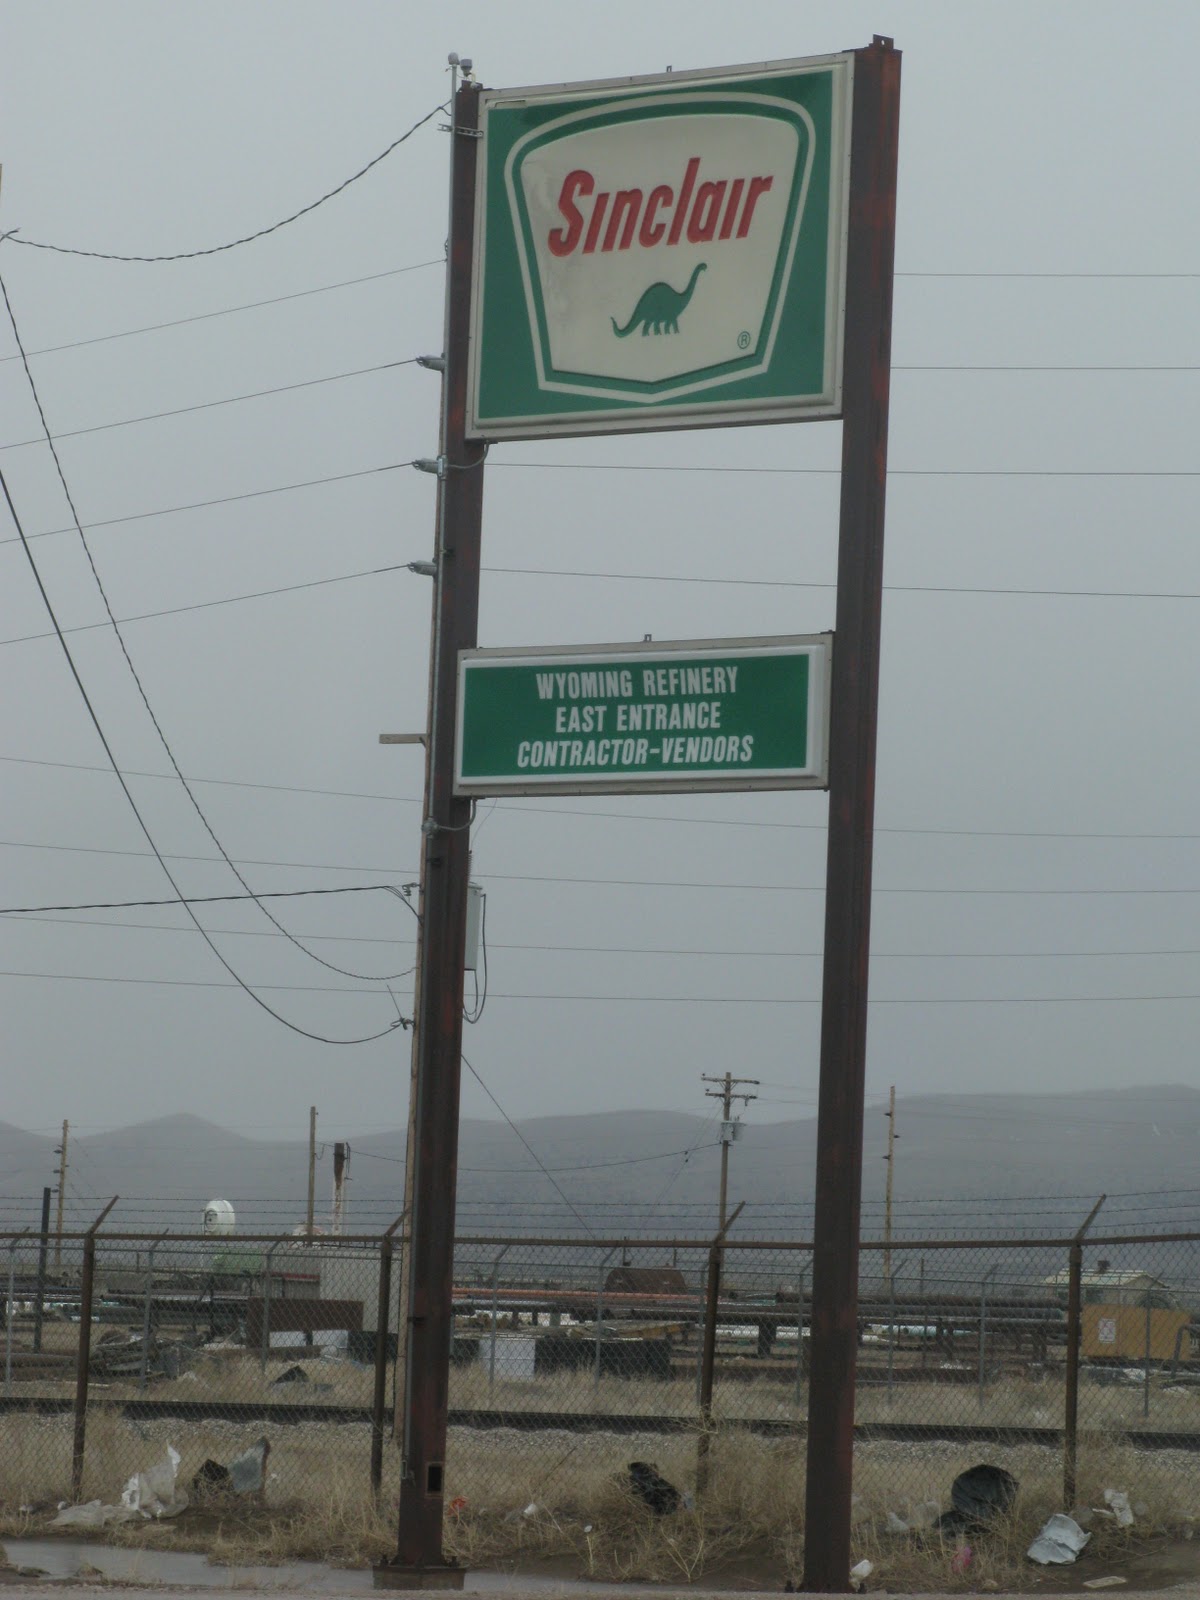 Sinclair
®
WYOMING REFINERY
EAST ENTRANCE
CONTRACTOR-VENDORS